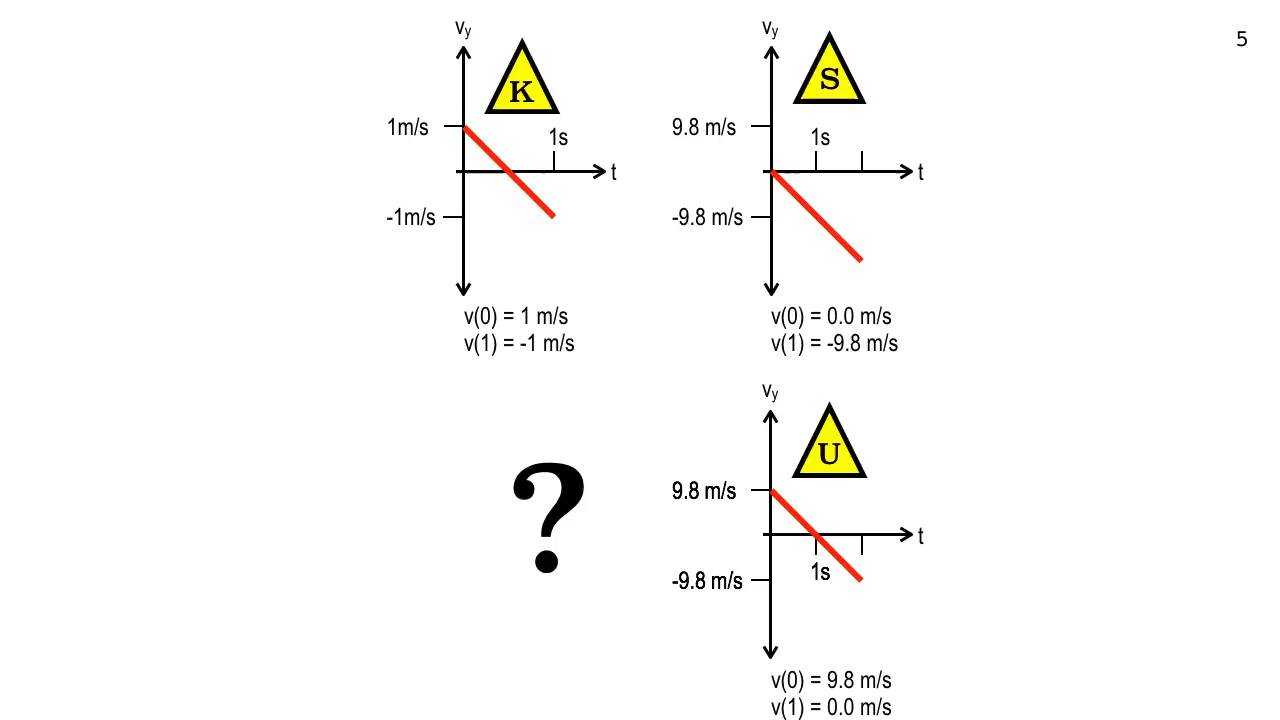 5
vy
K
1m/s
1s
t
-1m/s
v(0) = 1 m/s
v(1) = -1 m/s
vy
S
9.8 m/s
1s
t
-9.8 m/s
v(0) = 0.0 m/s
v(1) = -9.8 m/s
?
vy
U
9.8 m/s
t
1s
-9.8 m/s
v(0) = 9.8 m/s
v(1) = 0.0 m/s